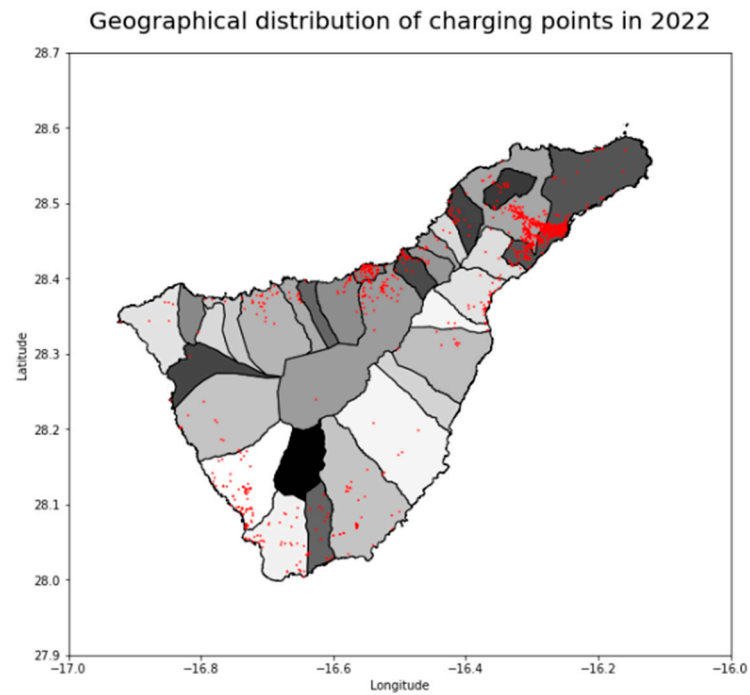 Geographical distribution of charging points in 2022
28.7
28.6
28.5
28.4
28.3
28.2
28.1
28.0
27.9
Latitude
−17.0 −16.8 −16.6 −16.4 −16.2 −16.0
Longitude